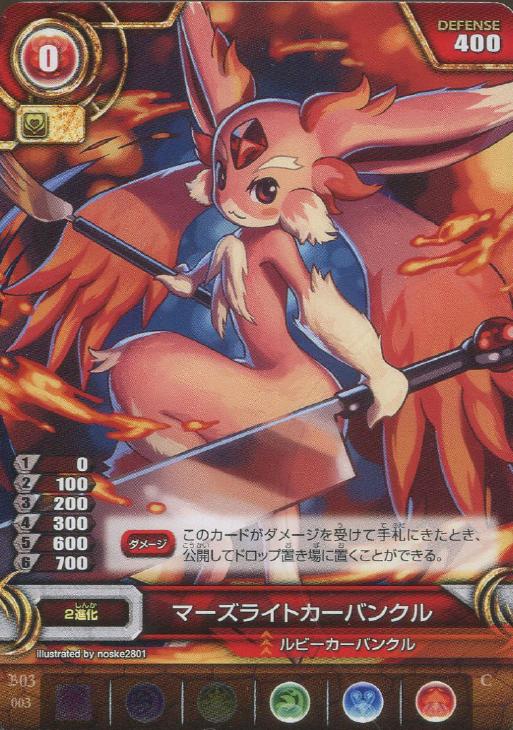 0
DEFENSE
400
1 0
2 100
3 200
4 300
5 600
6 700
ダメージ
このカードがダメージを受けて手札にきたとき、
公開してドロップ置き場に置くことができる。
2進化
マーズライトカーバンクル
ルビーカーバンクル
illustrated by noske2801
B03
003
C